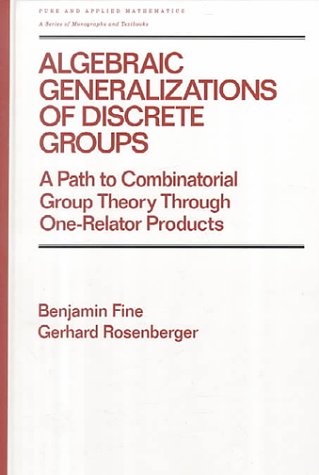 PURE AND APPLIED MATHEMATICS
A Series of Monographs and Textbooks
ALGEBRAIC
GENERALIZATIONS
OF DISCRETE
GROUPS
A Path to Combinatorial
Group Theory Through
One-Relator Products
Benjamin Fine
Gerhard Rosenberger